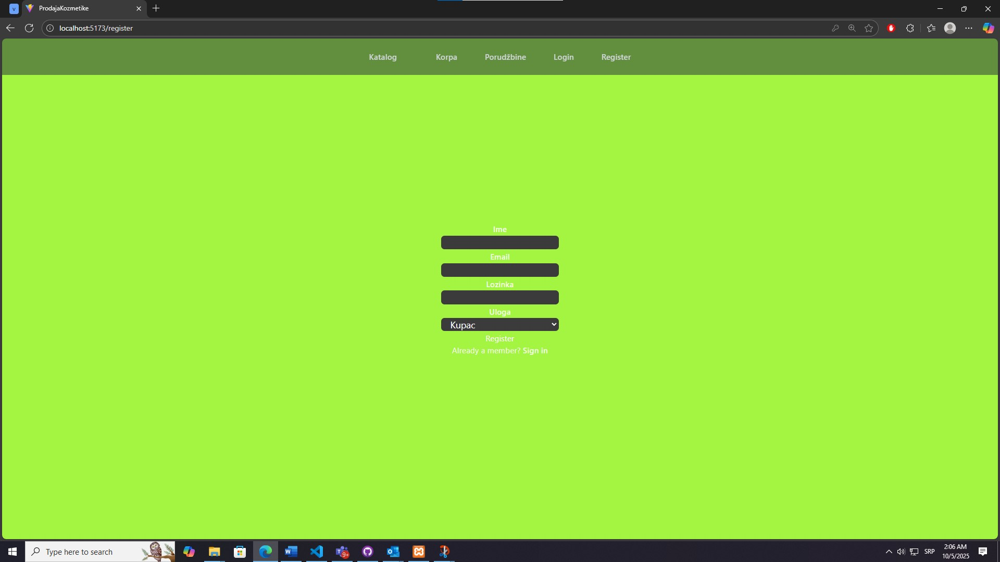 v
ProdajaKozmetike
localhost:5173/register
Katalog Korpa Porudžbine Login Register
Ime
Email
Lozinka
Uloga
Kupac
Register
Already a member? Sign in
Type here to search
9+
SRP
2:06 AM
10/5/2025